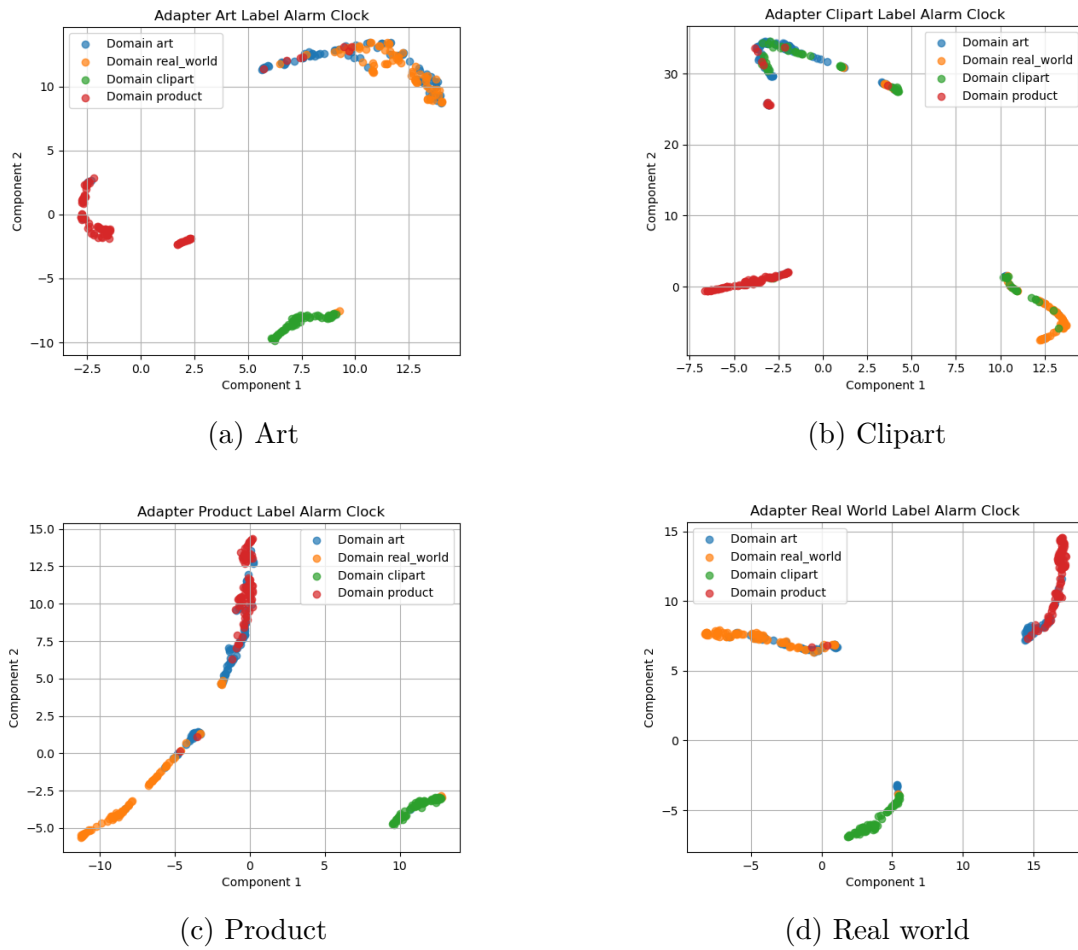 Adapter Art Label Alarm Clock
Domain art
Domain real_world
Domain clipart
Domain product
10
5
0
−5
−10
Component 2
−2.5
0.0
2.5
5.0
7.5
10.0
12.5
Component 1
(a) Art
Adapter Clipart Label Alarm Clock
Domain art
Domain real_world
Domain clipart
Domain product
30
20
10
0
Component 2
−7.5
−5.0
−2.5
0.0
2.5
5.0
7.5
10.0
12.5
Component 1
(b) Clipart
Adapter Product Label Alarm Clock
Domain art
Domain real_world
Domain clipart
Domain product
15.0
12.5
10.0
7.5
5.0
2.5
0.0
−2.5
−5.0
Component 2
−10
−5
0
5
10
Component 1
(c) Product
Adapter Real World Label Alarm Clock
Domain art
Domain real_world
Domain clipart
Domain product
15
10
5
0
−5
Component 2
−5
0
5
10
15
Component 1
(d) Real world